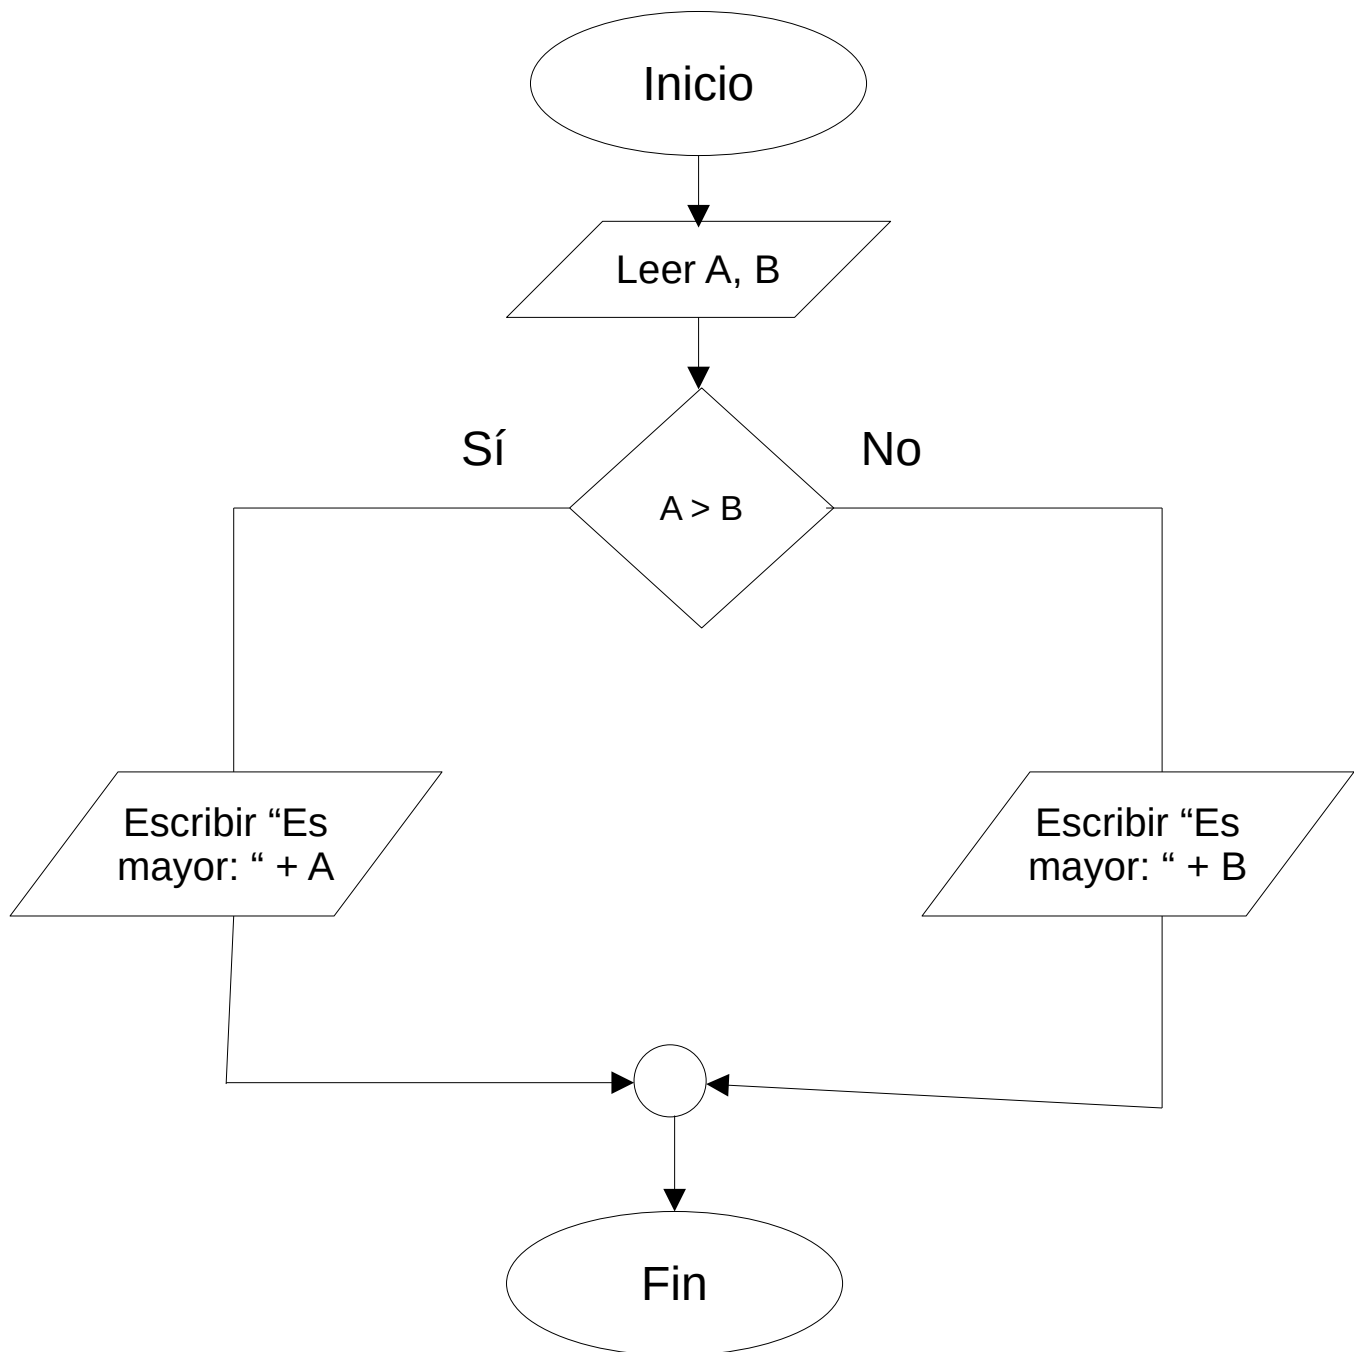 Inicio
Leer A, B
Sí
No
A > B
Escribir “Es
mayor: “ + A
Escribir “Es
mayor: “ + B
Fin